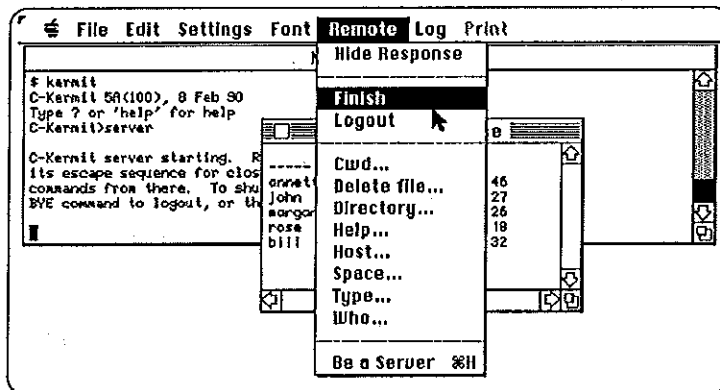 File Edit Settings Font Remote Log Print
Hide Response
$ kermit
C-Kermit 5A(100), 8 Feb 90
Type ? or 'help' for help
C-Kermit>server
C-Kermit server starting. R
its escape sequence for clos
commands from there. To shu
BYE command to logout, or th
Finish
Logout
Cwd...
Delete file...
Directory...
Help...
Host...
Space...
Type...
Who...
Be a Server ⌘H
e
-----
annett 46
john 27
margar 26
rose 18
bill 32